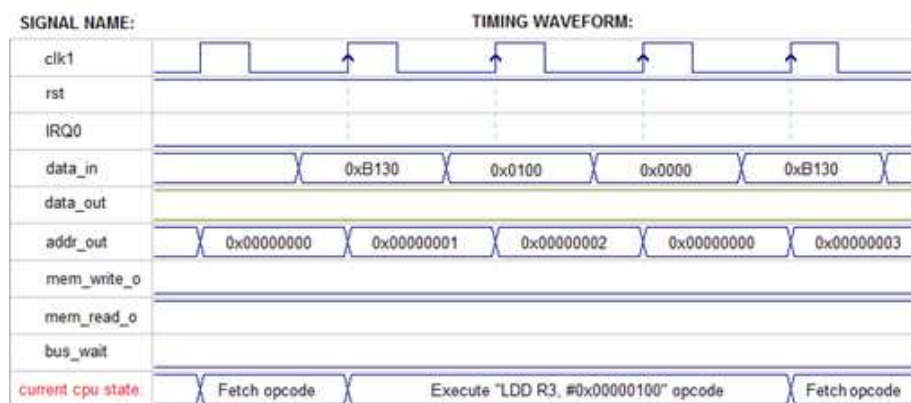 SIGNAL NAME: TIMING WAVEFORM:
clk1
rst
IRQ0
data_in 0xB130 0x0100 0x0000 0xB130
data_out
addr_out 0x00000000 0x00000001 0x00000002 0x00000000 0x00000003
mem_write_o
mem_read_o
bus_wait
current cpu state: Fetch opcode Execute "LDD R3, #0x00000100" opcode Fetch opcode